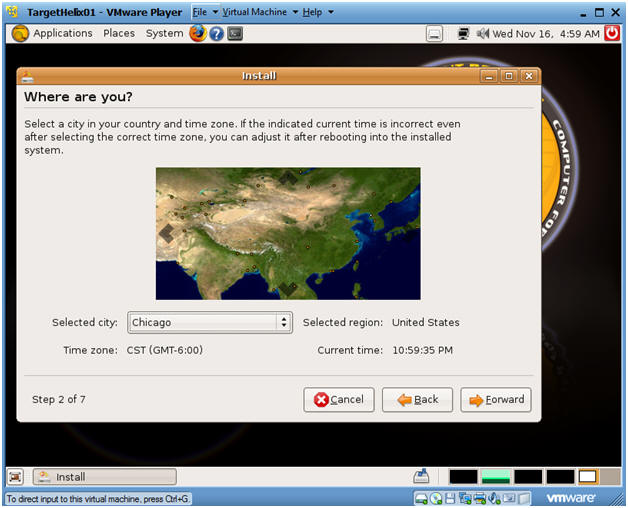 TargetHelix01 - VMware Player File Virtual Machine Help
Applications Places System Wed Nov 16, 4:59 AM
Install
Where are you?
Select a city in your country and time zone. If the indicated current time is incorrect even
after selecting the correct time zone, you can adjust it after rebooting into the installed
system.
COMPUTER FO
Selected city: Chicago Selected region: United States
Time zone: CST (GMT-6:00) Current time: 10:59:35 PM
Step 2 of 7 Cancel Back Forward
Install
To direct input to this virtual machine, press Ctrl+G. vmware